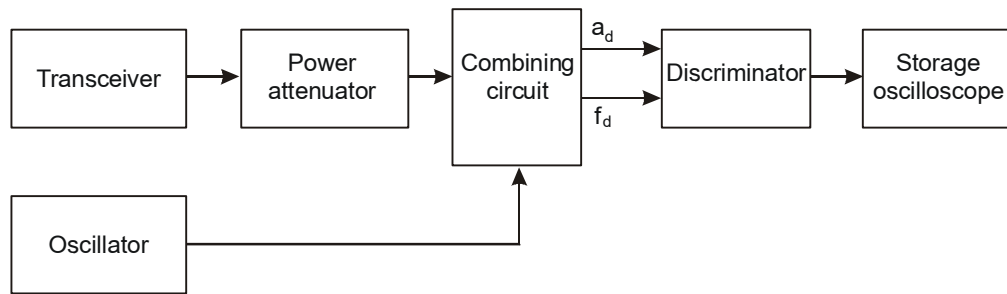 Transceiver
Power
attenuator
Combining
circuit
a_d
f_d
Discriminator
Storage
oscilloscope
Oscillator